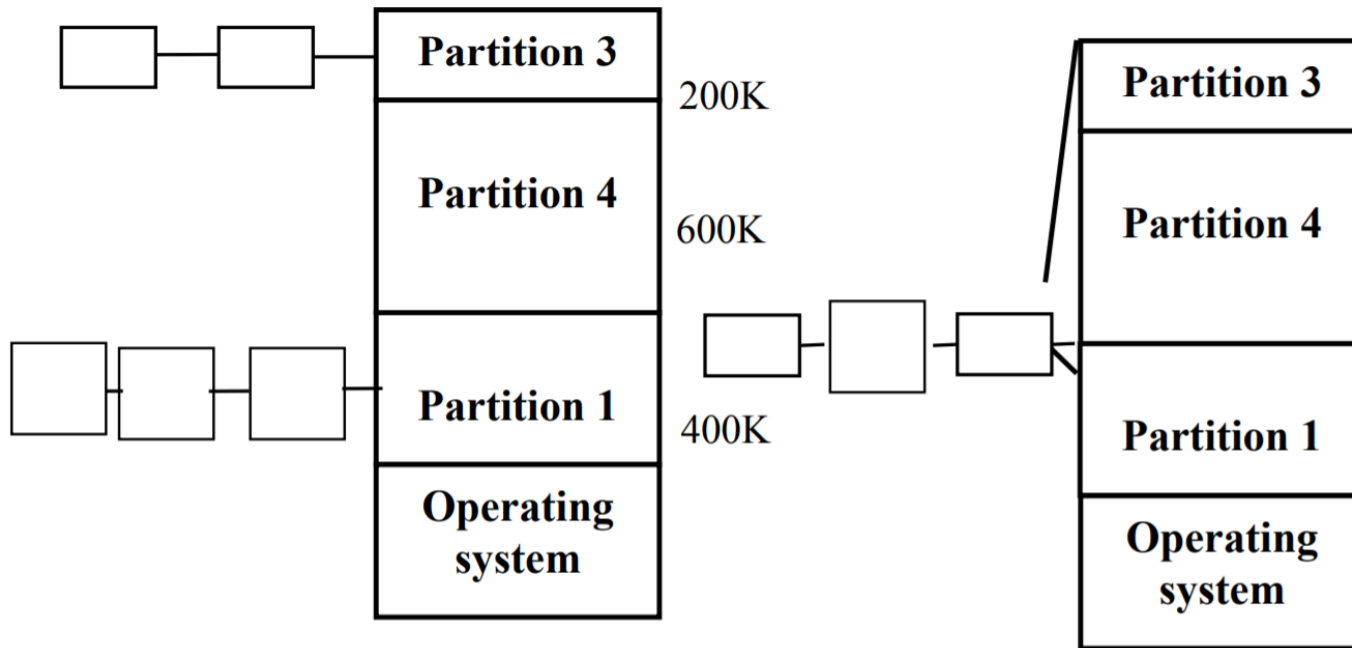 Partition 3
200K
Partition 4
600K
Partition 1
400K
Operating
system
Partition 3
Partition 4
Partition 1
Operating
system